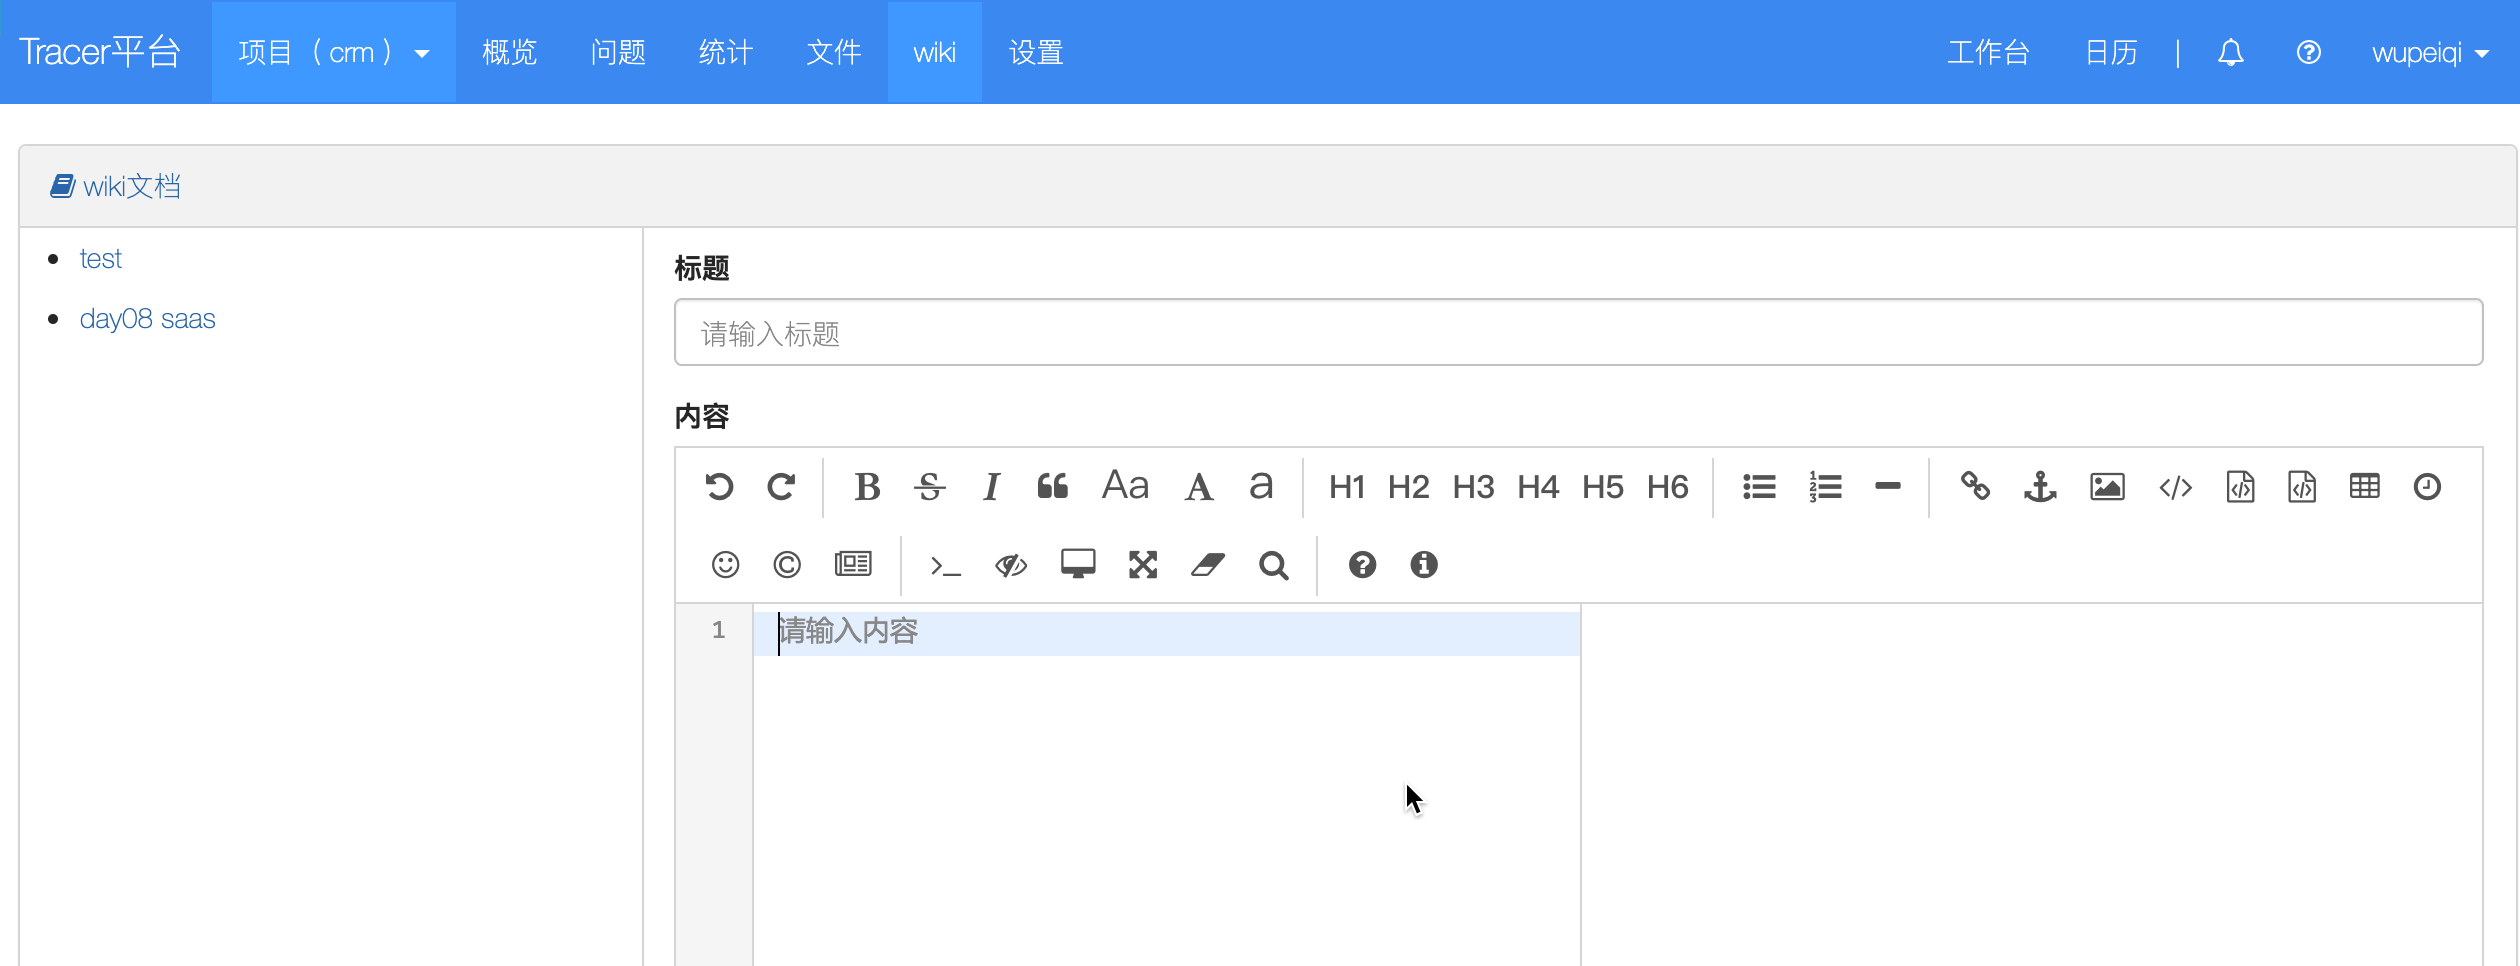 Tracer平台 项目（crm） 概览 问题 统计 文件 wiki 设置 工作台 日历 | wupeiqi
wiki文档
test
day08 saas
标题
请输入标题
内容
B S I Aa A a H1 H2 H3 H4 H5 H6
1 请输入内容